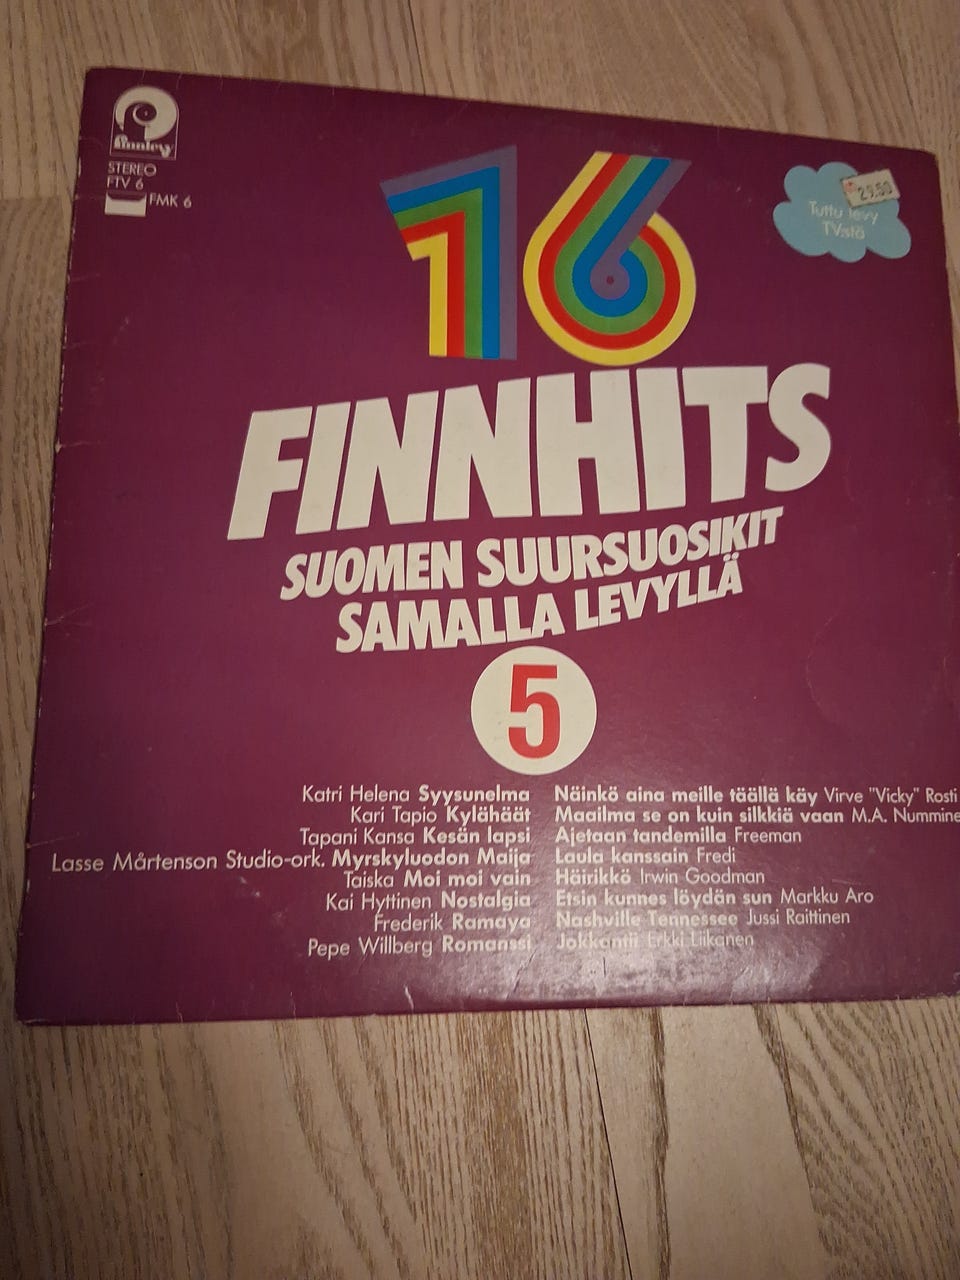 Finnlevy
STEREO
FTV 6
FMK 6
29.50
Tuttu levy
TV:stä
16
FINNHITS
SUOMEN SUURSUOSIKIT
SAMALLA LEVYLLÄ
5
Katri Helena Syysunelma
Kari Tapio Kylähäät
Tapani Kansa Kesän lapsi
Lasse Mårtenson Studio-ork. Myrskyluodon Maija
Taiska Moi moi vain
Kai Hyttinen Nostalgia
Frederik Ramaya
Pepe Willberg Romanssi
Näinkö aina meille täällä käy Virve "Vicky" Rosti
Maailma se on kuin silkkiä vaan M.A. Nummine
Ajetaan tandemilla Freeman
Laula kanssain Fredi
Häirikkö Irwin Goodman
Etsin kunnes löydän sun Markku Aro
Nashville Tennessee Jussi Raittinen
Jokkantii Erkki Liikanen